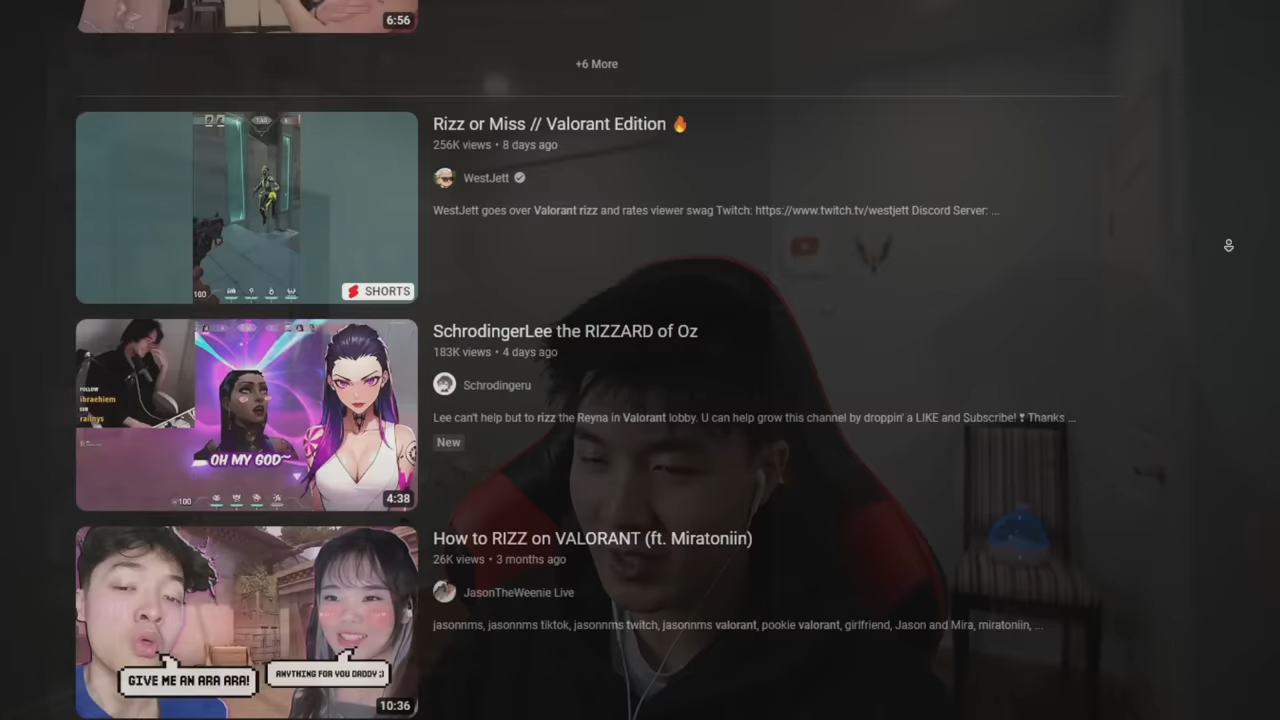 6:56
+6 More
Rizz or Miss // Valorant Edition 🔥
256K views • 8 days ago
WestJett
WestJett goes over Valorant rizz and rates viewer swag Twitch: https://www.twitch.tv/westjett Discord Server: ...
100
SHORTS
SchrodingerLee the RIZZARD of Oz
183K views • 4 days ago
Schrodingeru
Lee can't help but to rizz the Reyna in Valorant lobby. U can help grow this channel by droppin' a LIKE and Subscribe! ❣ Thanks ...
New
FOLLOW
ibraehiem
SUB
OH MY GOD~
100
4:38
How to RIZZ on VALORANT (ft. Miratoniin)
26K views • 3 months ago
JasonTheWeenie Live
jasonnms, jasonnms tiktok, jasonnms twitch, jasonnms valorant, pookie valorant, girlfriend, Jason and Mira, miratoniin, ...
GIVE ME AN ARA ARA!
ANYTHING FOR YOU DADDY ;)
10:36